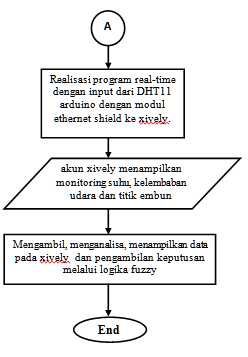 A
Realisasi program real-time
dengan input dari DHT11
arduino dengan modul
ethernet shield ke xively.
akun xively menampilkan
monitoring suhu, kelembaban
udara dan titik embun
Mengambil, menganalisa, menampilkan data
pada xively dan pengambilan keputusan
melalui logika fuzzy
End